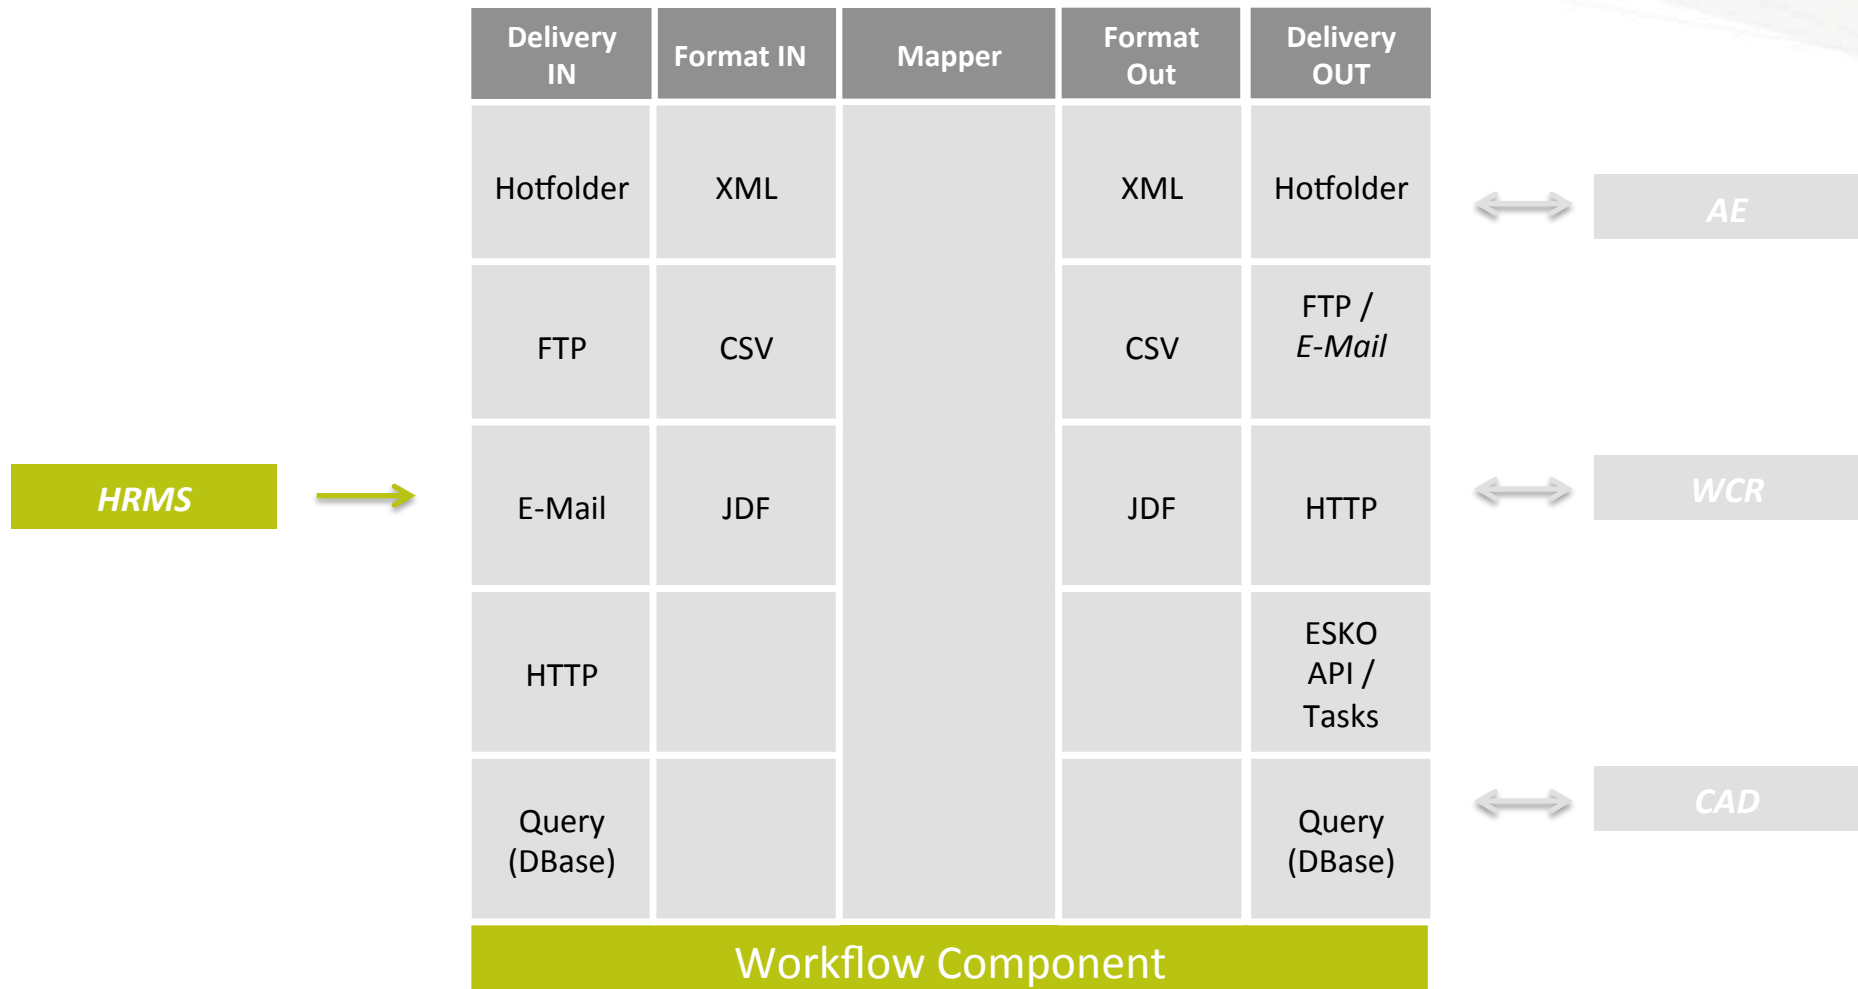 Delivery
IN
Format IN
Mapper
Format
Out
Delivery
OUT
Hotfolder
XML
XML
Hotfolder
AE
FTP
CSV
CSV
FTP /
E-Mail
HRMS
E-Mail
JDF
JDF
HTTP
WCR
HTTP
ESKO
API /
Tasks
Query
(DBase)
Query
(DBase)
CAD
Workflow Component